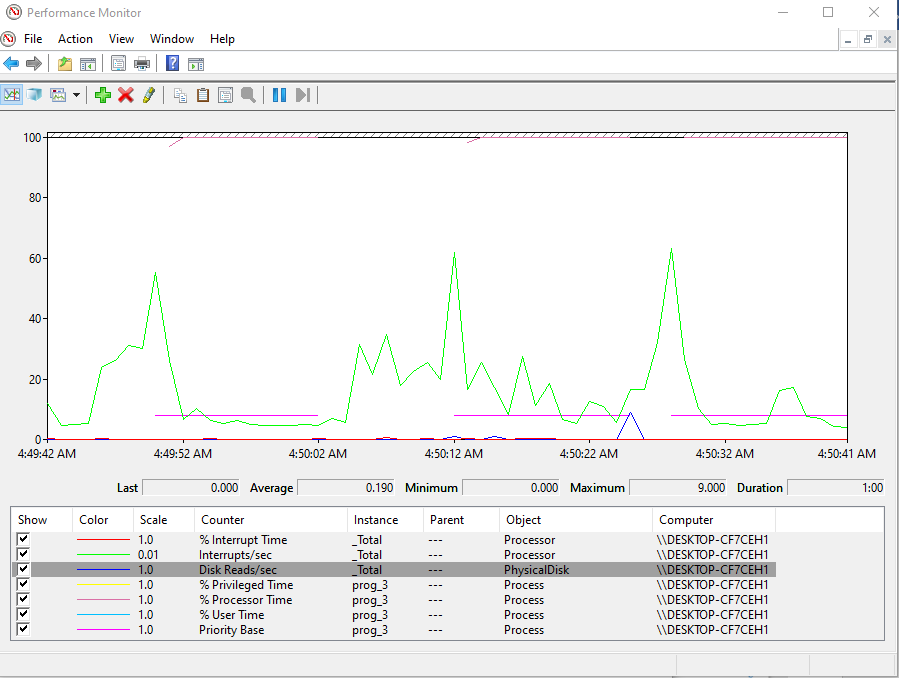 Performance Monitor
File Action View Window Help
100
80
60
40
20
0
4:49:42 AM 4:49:52 AM 4:50:02 AM 4:50:12 AM 4:50:22 AM 4:50:32 AM 4:50:41 AM
Last 0.000 Average 0.190 Minimum 0.000 Maximum 9.000 Duration 1:00
Show Color Scale Counter Instance Parent Object Computer
1.0 % Interrupt Time _Total --- Processor \\DESKTOP-CF7CEH1
0.01 Interrupts/sec _Total --- Processor \\DESKTOP-CF7CEH1
1.0 Disk Reads/sec _Total --- PhysicalDisk \\DESKTOP-CF7CEH1
1.0 % Privileged Time prog_3 --- Process \\DESKTOP-CF7CEH1
1.0 % Processor Time prog_3 --- Process \\DESKTOP-CF7CEH1
1.0 % User Time prog_3 --- Process \\DESKTOP-CF7CEH1
1.0 Priority Base prog_3 --- Process \\DESKTOP-CF7CEH1